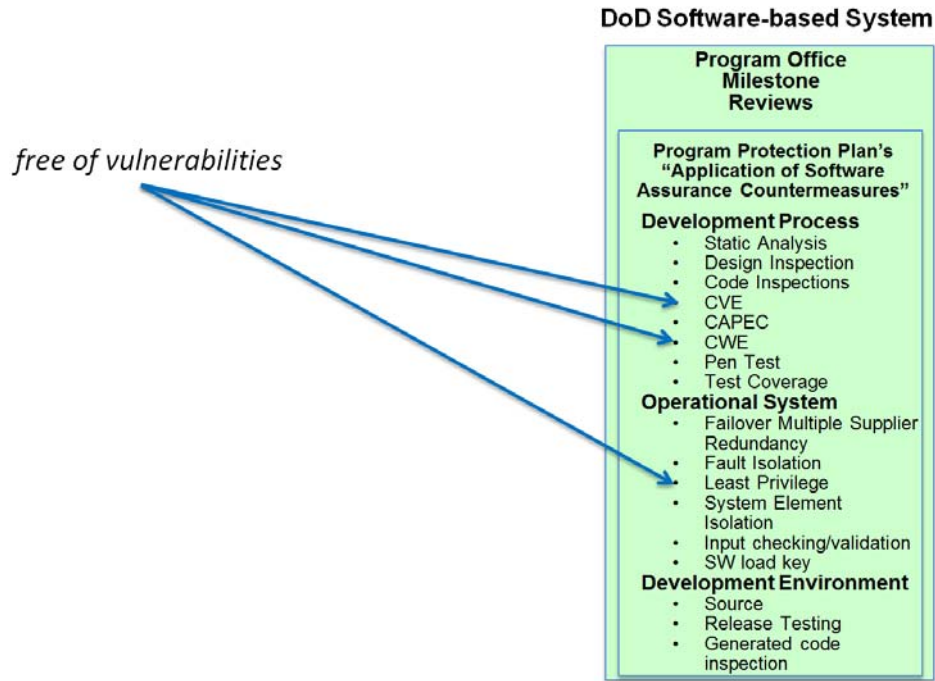 DoD Software-based System
Program Office
Milestone
Reviews
free of vulnerabilities
Program Protection Plan's
“Application of Software
Assurance Countermeasures”
Development Process
• Static Analysis
• Design Inspection
• Code Inspections
• CVE
• CAPEC
• CWE
• Pen Test
• Test Coverage
Operational System
• Failover Multiple Supplier
Redundancy
• Fault Isolation
• Least Privilege
• System Element
Isolation
• Input checking/validation
• SW load key
Development Environment
• Source
• Release Testing
• Generated code
inspection